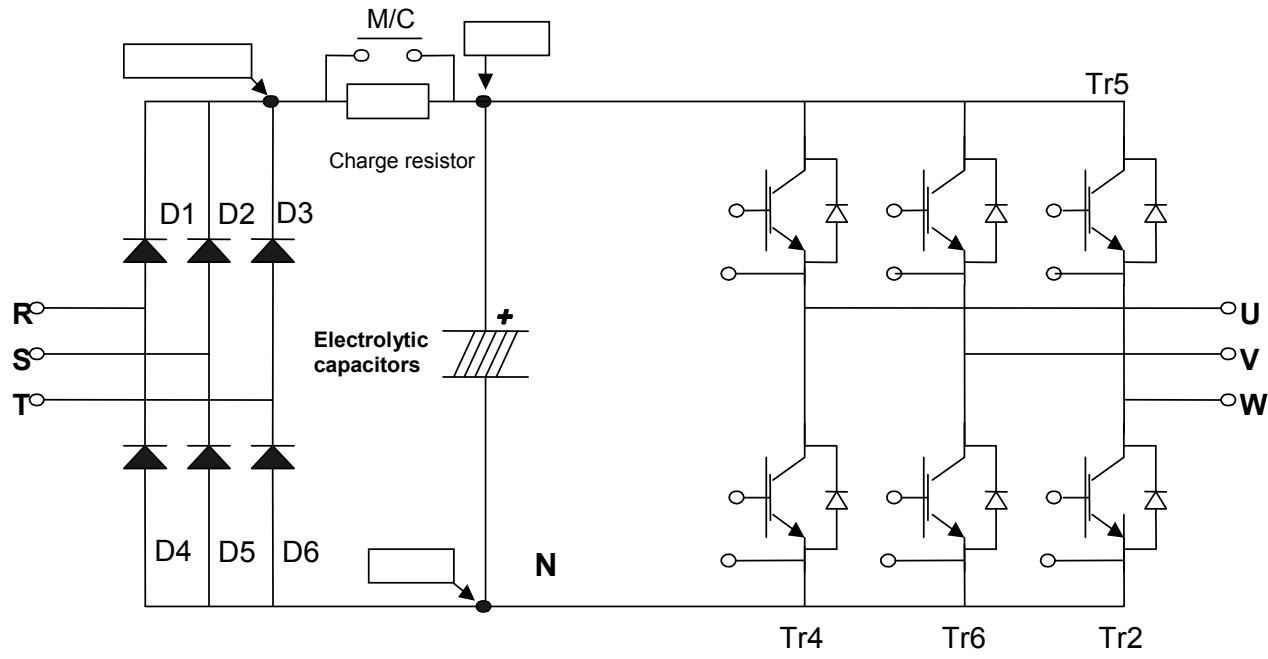 M/C
Tr5
Charge resistor
D1 D2 D3
R
U
Electrolytic
capacitors
+
S
V
T
W
D4 D5 D6
N
Tr4 Tr6 Tr2